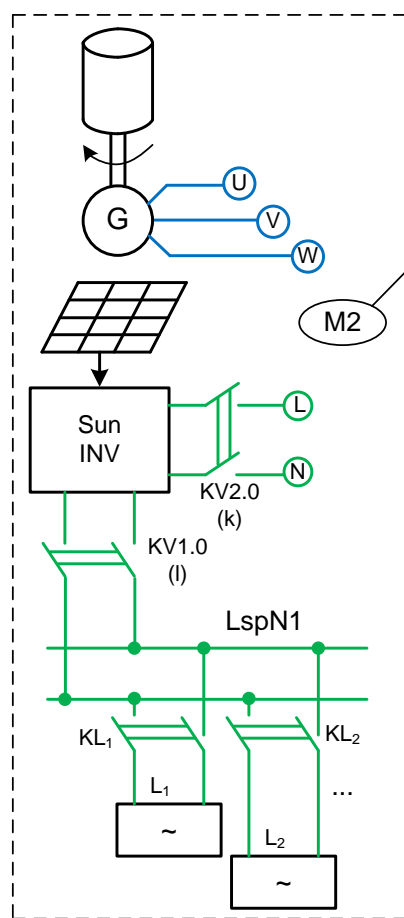 U
G
V
W
M2
Sun
INV
L
N
KV2.0
(k)
KV1.0
(l)
LspN1
KL₁
KL₂
L₁
...
~
L₂
~